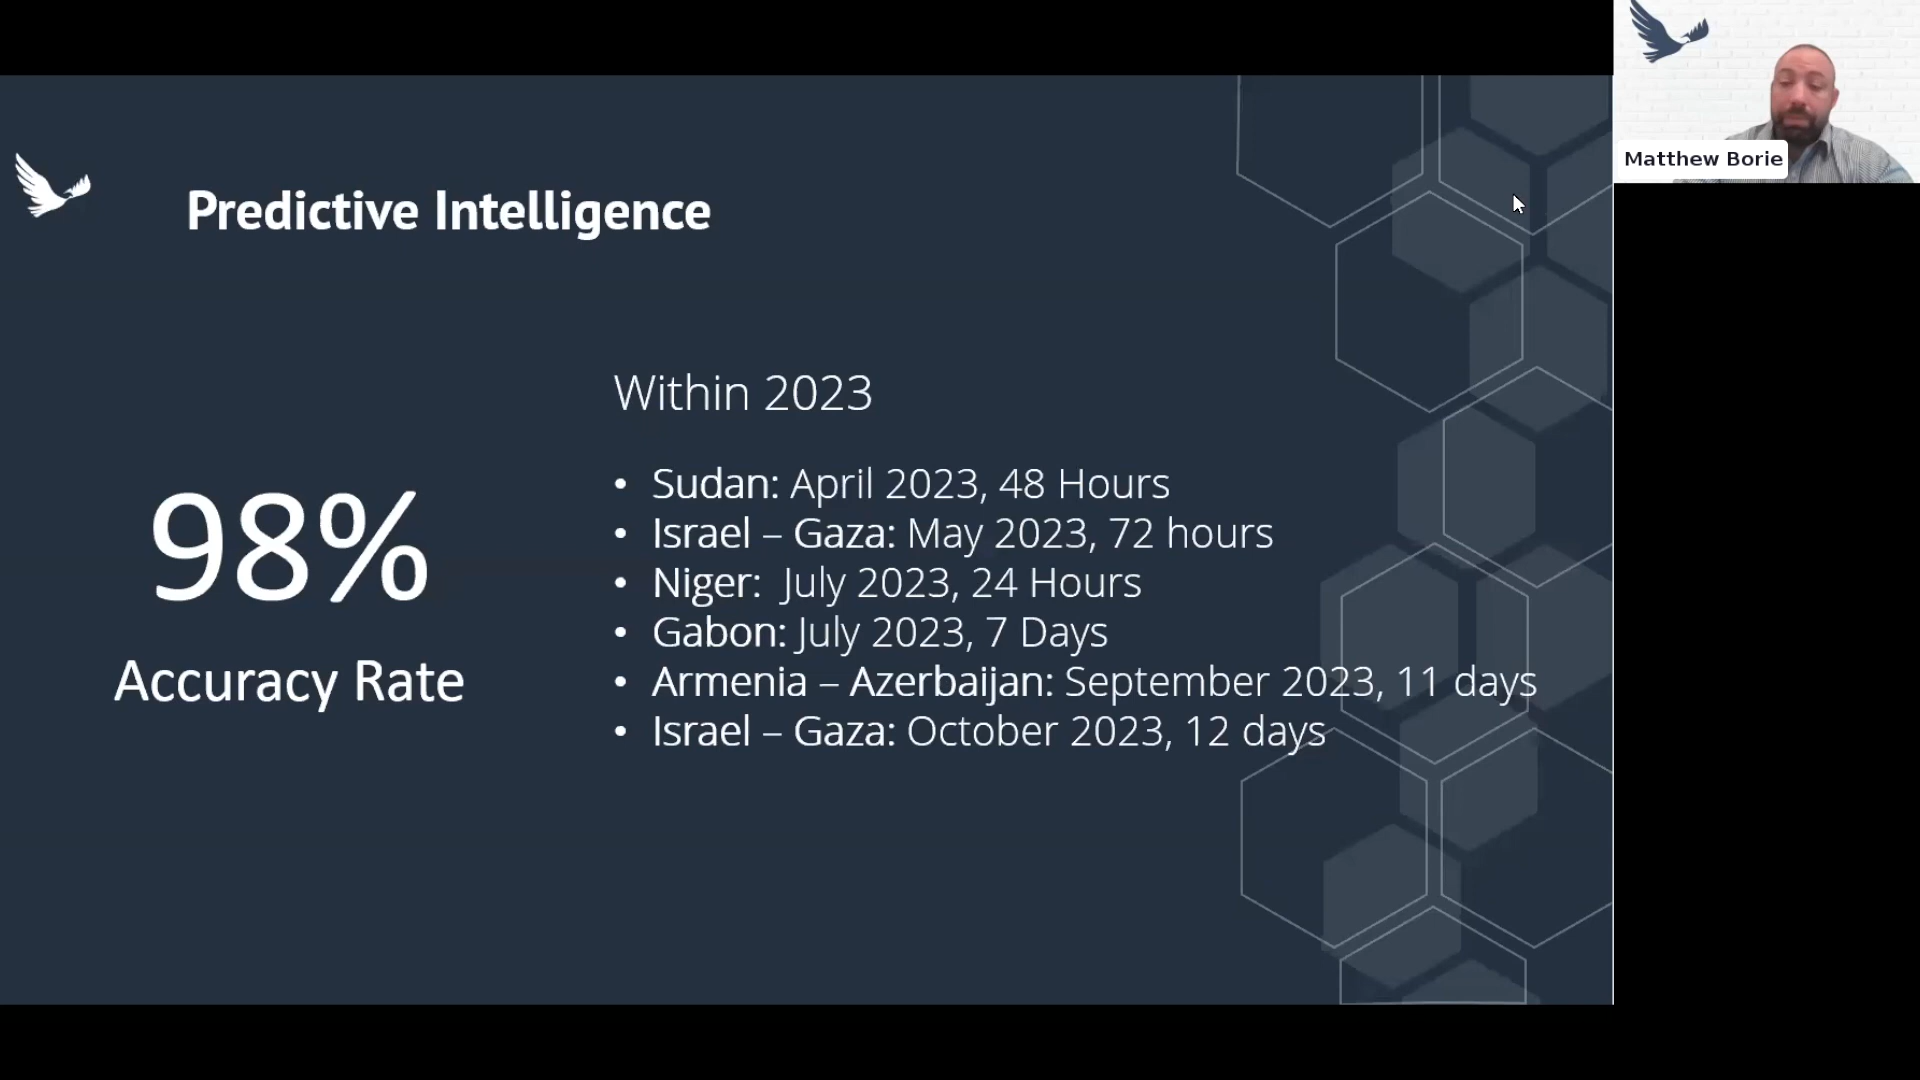 Matthew Borie
Predictive Intelligence
Within 2023
98%
Accuracy Rate
• Sudan: April 2023, 48 Hours
• Israel – Gaza: May 2023, 72 hours
• Niger:  July 2023, 24 Hours
• Gabon: July 2023, 7 Days
• Armenia – Azerbaijan: September 2023, 11 days
• Israel – Gaza: October 2023, 12 days